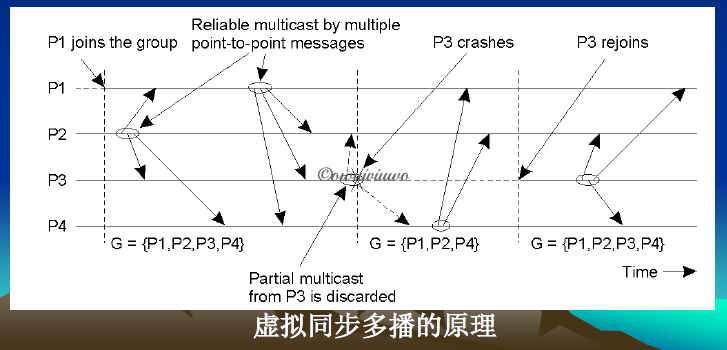 Reliable multicast by multiple
point-to-point messages
P1 joins the group
P3 crashes
P3 rejoins
P1
P2
P3
P4
G = {P1,P2,P3,P4}
G = {P1,P2,P4}
G = {P1,P2,P3,P4}
Partial multicast
from P3 is discarded
Time
虚拟同步多播的原理